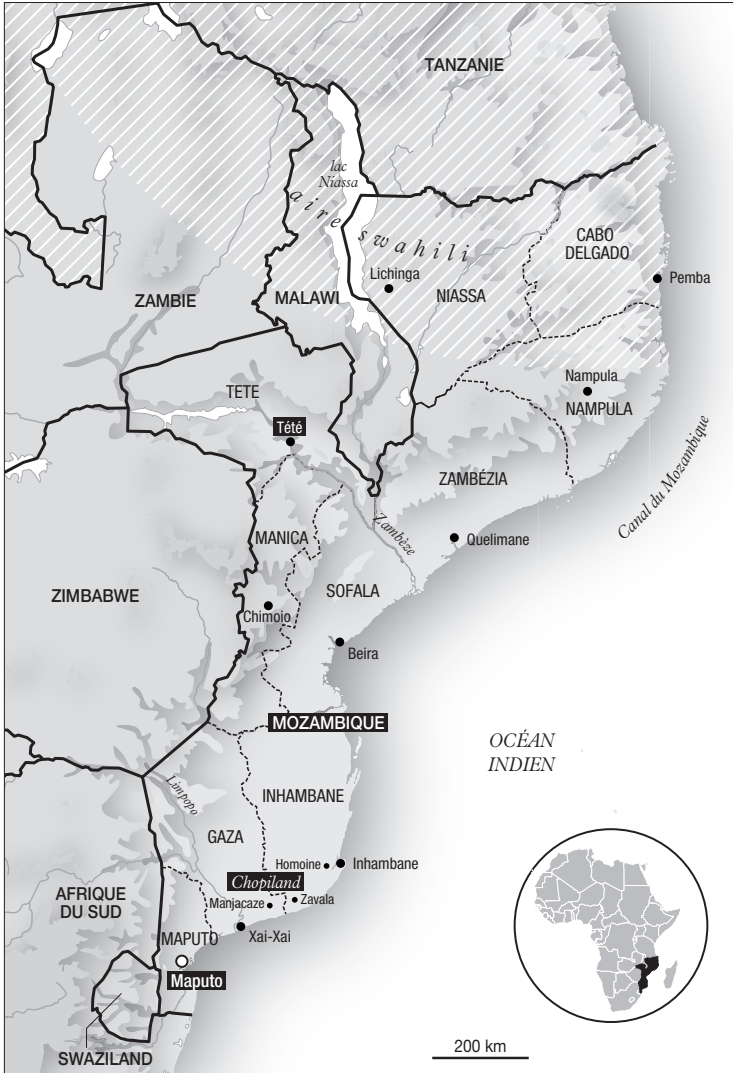 TANZANIE
lac
Niassa
aire swahili
CABO
DELGADO
Lichinga
Pemba
ZAMBIE
MALAWI
NIASSA
Nampula
NAMPULA
TETE
Tété
Canal du Mozambique
ZAMBÉZIA
Zambèze
Quelimane
MANICA
ZIMBABWE
SOFALA
Chimoio
Beira
MOZAMBIQUE
OCÉAN
INDIEN
Limpopo
INHAMBANE
GAZA
Homoine
Inhambane
Chopiland
AFRIQUE
DU SUD
Manjacaze
Zavala
MAPUTO
Xai-Xai
Maputo
SWAZILAND
200 km